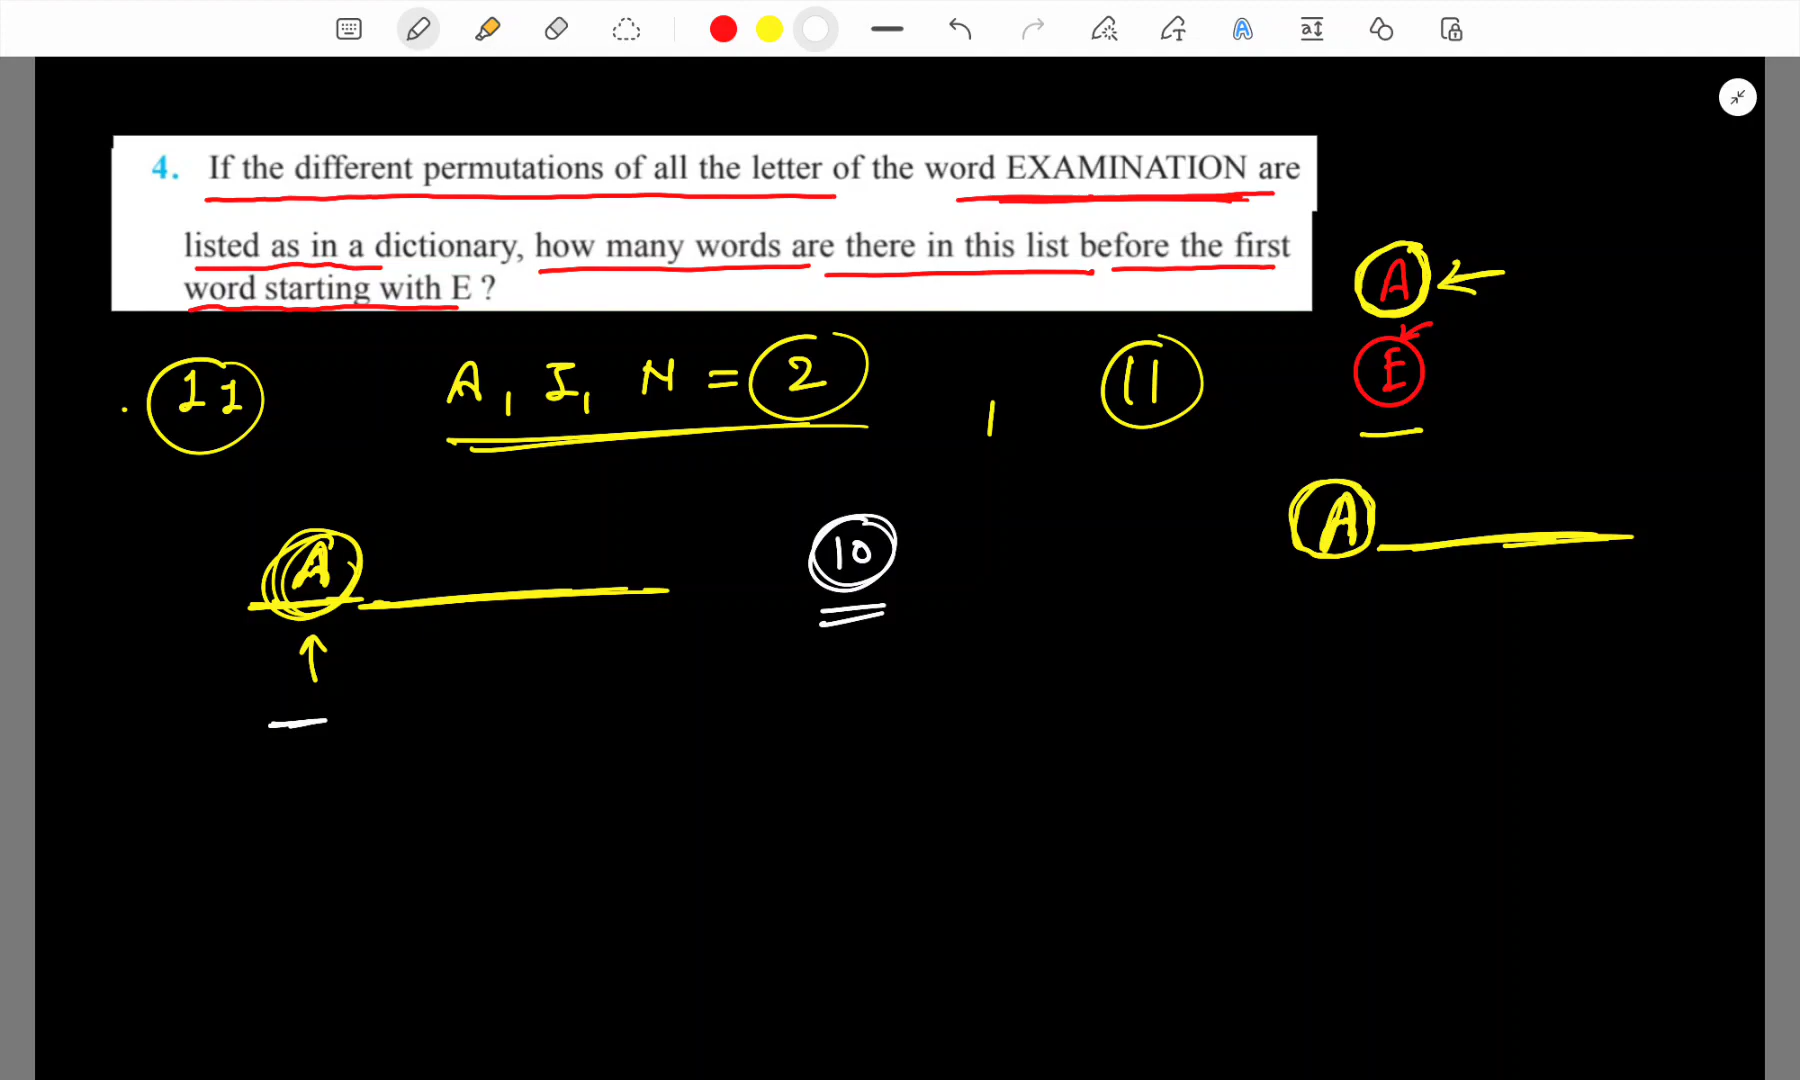 4. If the different permutations of all the letter of the word EXAMINATION are
listed as in a dictionary, how many words are there in this list before the first
word starting with E ?
A
E
11 A, I, N = 2 , 11
A
A 10